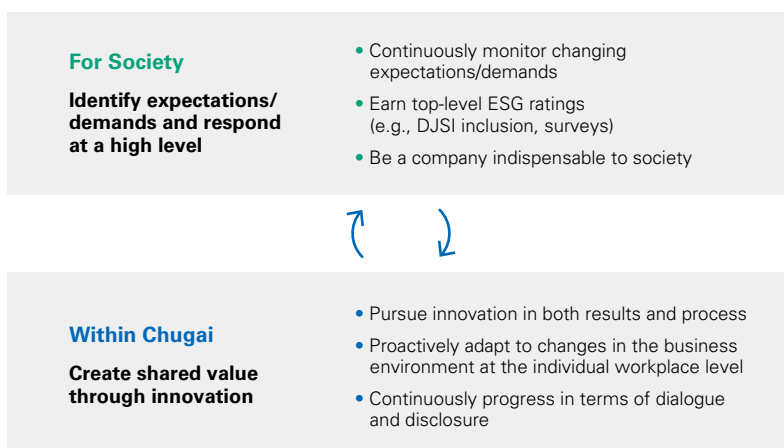 For Society
Identify expectations/
demands and respond
at a high level
• Continuously monitor changing
expectations/demands
• Earn top-level ESG ratings
(e.g., DJSI inclusion, surveys)
• Be a company indispensable to society
Within Chugai
Create shared value
through innovation
• Pursue innovation in both results and process
• Proactively adapt to changes in the business
environment at the individual workplace level
• Continuously progress in terms of dialogue
and disclosure